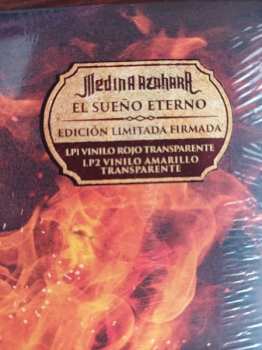 Medina Azahara
EL SUEÑO ETERNO
EDICIÓN LIMITADA FIRMADA
LP1 VINILO ROJO TRANSPARENTE
LP2 VINILO AMARILLO
TRANSPARENTE